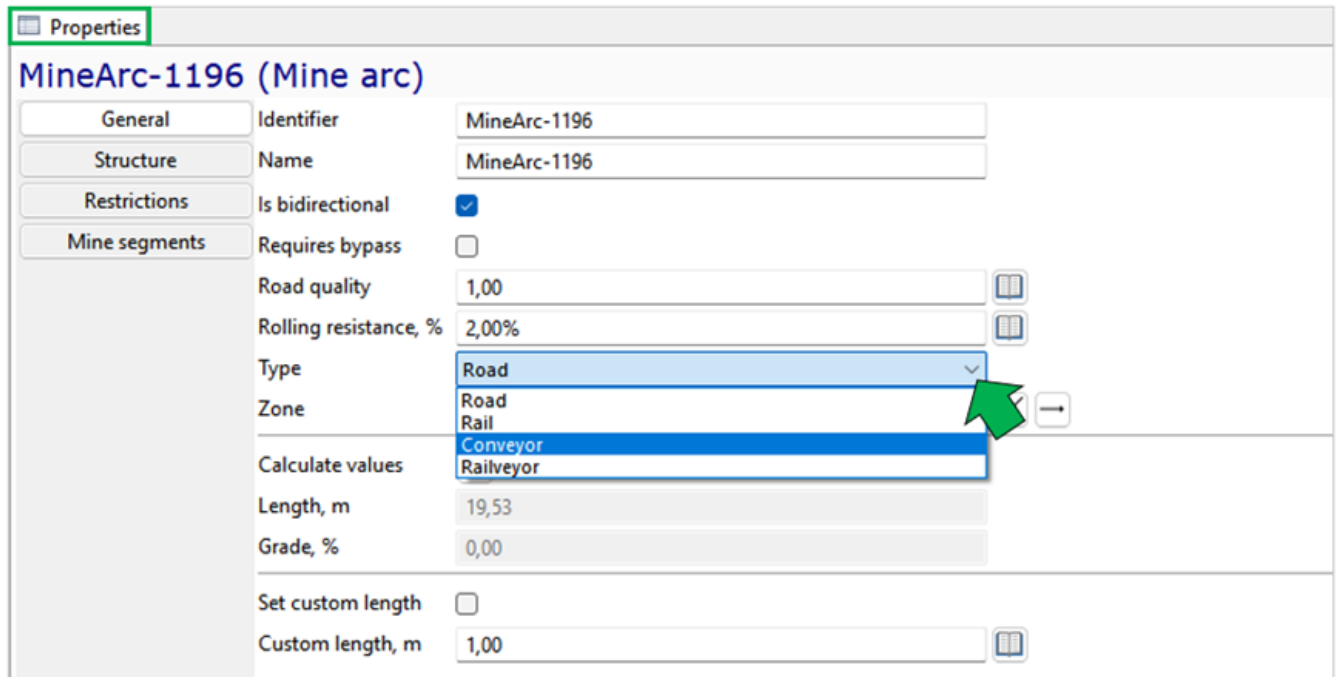 Properties
MineArc-1196 (Mine arc)
General
Structure
Restrictions
Mine segments
Identifier MineArc-1196
Name MineArc-1196
Is bidirectional
Requires bypass
Road quality 1,00
Rolling resistance, % 2,00%
Type Road
Road
Rail
Conveyor
Railveyor
Zone
Calculate values
Length, m 19,53
Grade, % 0,00
Set custom length
Custom length, m 1,00